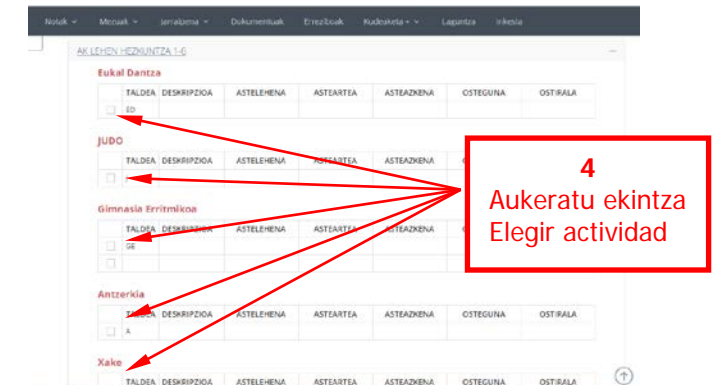 Notak Mezuak Jarraipena Dokumentuak Erreziboak Kudeaketa + Laguntza Inkesta
AK LEHEN HEZKUNTZA 1-6
Eukal Dantza
TALDEA DESKRIPZIOA ASTELEHENA ASTEARTEA ASTEAZKENA OSTEGUNA OSTIRALA
ED
JUDO
TALDEA DESKRIPZIOA ASTELEHENA ASTEARTEA ASTEAZKENA
Gimnasia Erritmikoa
TALDEA DESKRIPZIOA ASTELEHENA ASTEARTEA ASTEAZKENA
GE
Antzerkia
TALDEA DESKRIPZIOA ASTELEHENA ASTEARTEA ASTEAZKENA OSTEGUNA OSTIRALA
A
Xake
TALDEA DESKRIPZIOA ASTELEHENA ASTEARTEA ASTEAZKENA OSTEGUNA OSTIRALA
4
Aukeratu ekintza
Elegir actividad